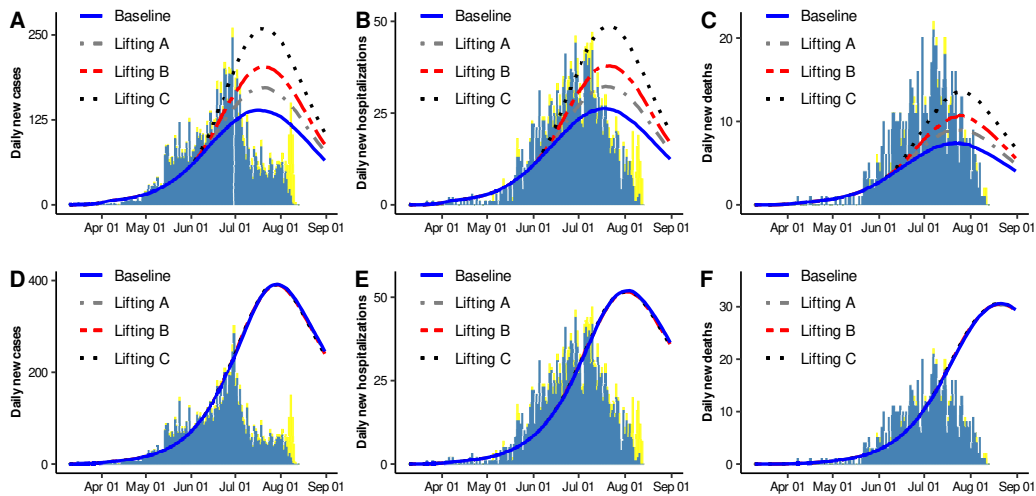 A
Baseline
Lifting A
Lifting B
Lifting C
Daily new cases
250
125
0
Apr 01 May 01 Jun 01 Jul 01 Aug 01 Sep 01
B
Baseline
Lifting A
Lifting B
Lifting C
Daily new hospitalizations
50
25
0
Apr 01 May 01 Jun 01 Jul 01 Aug 01 Sep 01
C
Baseline
Lifting A
Lifting B
Lifting C
Daily new deaths
20
10
0
Apr 01 May 01 Jun 01 Jul 01 Aug 01 Sep 01
D
Baseline
Lifting A
Lifting B
Lifting C
Daily new cases
400
200
0
Apr 01 May 01 Jun 01 Jul 01 Aug 01 Sep 01
E
Baseline
Lifting A
Lifting B
Lifting C
Daily new hospitalizations
50
25
0
Apr 01 May 01 Jun 01 Jul 01 Aug 01 Sep 01
F
Baseline
Lifting A
Lifting B
Lifting C
Daily new deaths
30
20
10
0
Apr 01 May 01 Jun 01 Jul 01 Aug 01 Sep 01